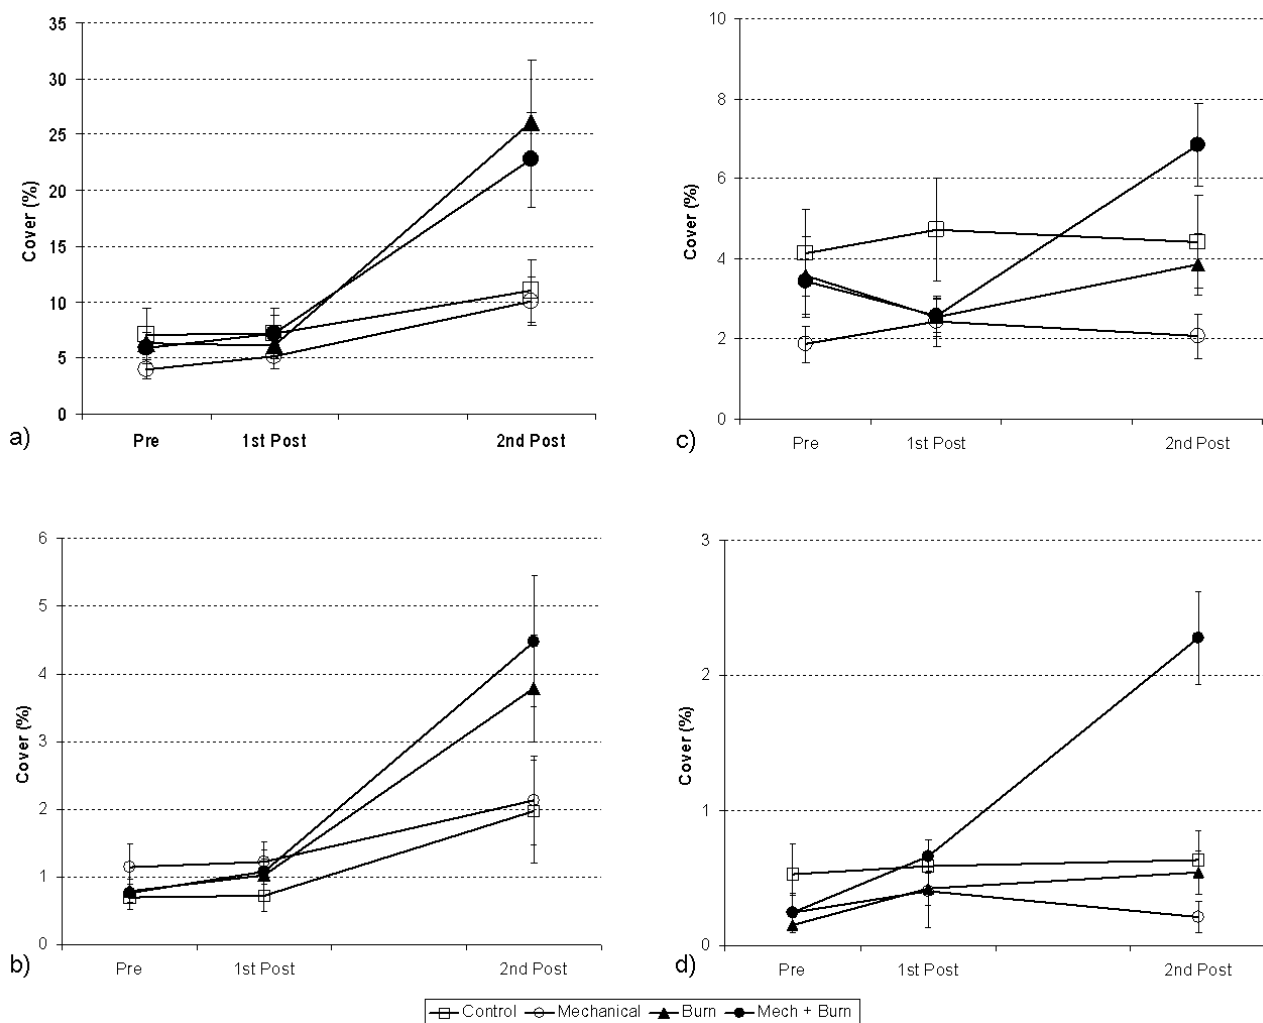 35
30
25
20
15
10
5
0
Cover (%)
a)
Pre 1st Post 2nd Post
10
8
6
4
2
0
Cover (%)
c)
Pre 1st Post 2nd Post
6
5
4
3
2
1
0
Cover (%)
b)
Pre 1st Post 2nd Post
3
2
1
0
Cover (%)
d)
Pre 1st Post 2nd Post
Control Mechanical Burn Mech + Burn